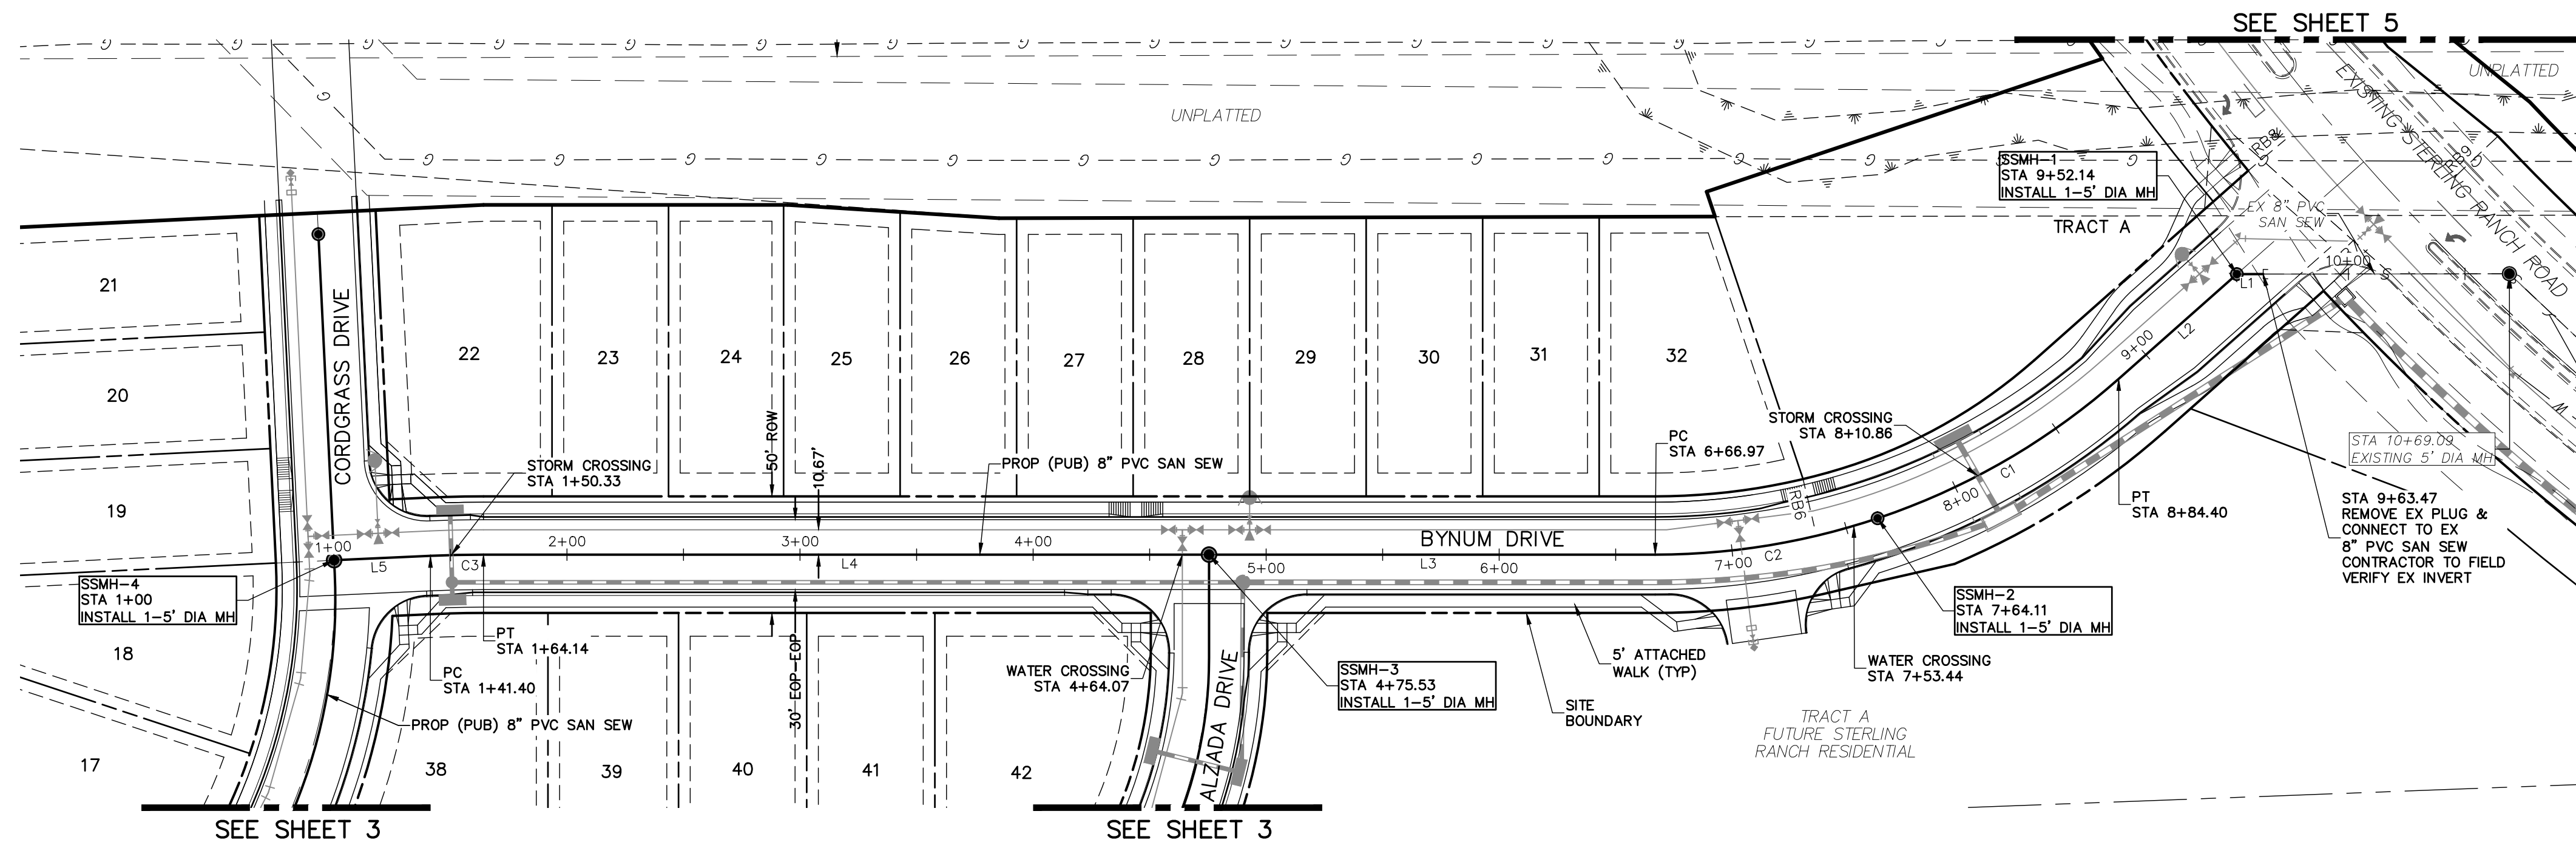 SEE SHEET 5
UNPLATTED
UNPLATTED
EXISTING STERLING RANCH ROAD
RB8
SSMH-1
STA 9+52.14
INSTALL 1-5' DIA MH
TRACT A
EX 8" PVC
SAN SEW
10+00
L1
L2
9+00
21
20
19
18
17
CORDGRASS DRIVE
22
23
24
25
26
27
28
29
30
31
32
50' ROW
10.67'
STORM CROSSING
STA 1+50.33
PROP (PUB) 8" PVC SAN SEW
PC
STA 6+66.97
STORM CROSSING
STA 8+10.86
RB6
C1
8+00
PT
STA 8+84.40
STA 10+69.09
EXISTING 5' DIA MH
STA 9+63.47
REMOVE EX PLUG &
CONNECT TO EX
8" PVC SAN SEW
CONTRACTOR TO FIELD
VERIFY EX INVERT
W
S
1+00
2+00
3+00
4+00
5+00
6+00
7+00
BYNUM DRIVE
L5
C3
L4
L3
C2
SSMH-4
STA 1+00
INSTALL 1-5' DIA MH
PT
STA 1+64.14
PC
STA 1+41.40
PROP (PUB) 8" PVC SAN SEW
30' EOP-EOP
WATER CROSSING
STA 4+64.07
ALZADA DRIVE
SSMH-3
STA 4+75.53
INSTALL 1-5' DIA MH
SITE
BOUNDARY
5' ATTACHED
WALK (TYP)
SSMH-2
STA 7+64.11
INSTALL 1-5' DIA MH
WATER CROSSING
STA 7+53.44
TRACT A
FUTURE STERLING
RANCH RESIDENTIAL
38
39
40
41
42
SEE SHEET 3
SEE SHEET 3